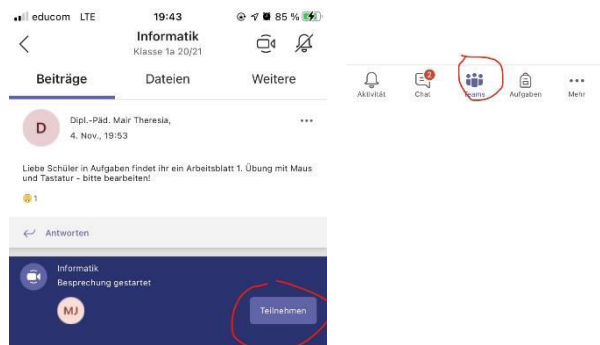 educom LTE 19:43 85 %
Informatik
Klasse 1a 20/21
Beiträge Dateien Weitere
D
Dipl.-Päd. Mair Theresia,
4. Nov., 19:53
Liebe Schüler in Aufgaben findet ihr ein Arbeitsblatt 1. Übung mit Maus
und Tastatur - bitte bearbeiten!
1
Antworten
Informatik
Besprechung gestartet
MJ
Teilnehmen
2
Aktivität Chat Teams Aufgaben Mehr